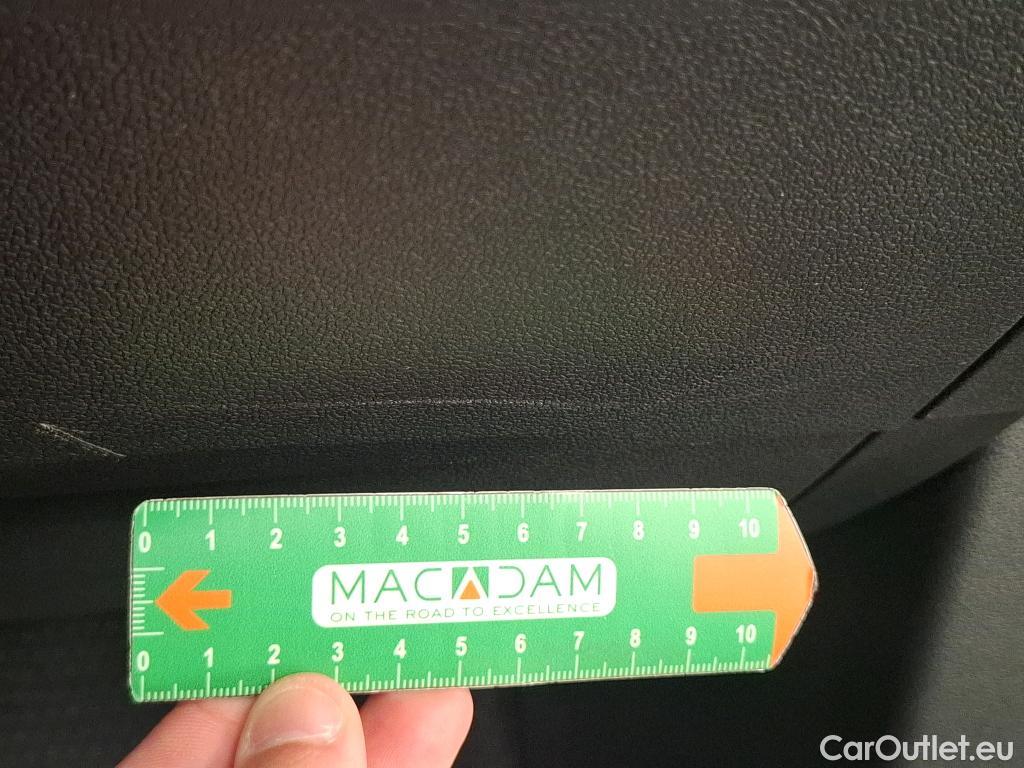 0 1 2 3 4 5 6 7 8 9 10
MACADAM
ON THE ROAD TO EXCELLENCE
0 1 2 3 4 5 6 7 8 9 10
CarOutlet.eu